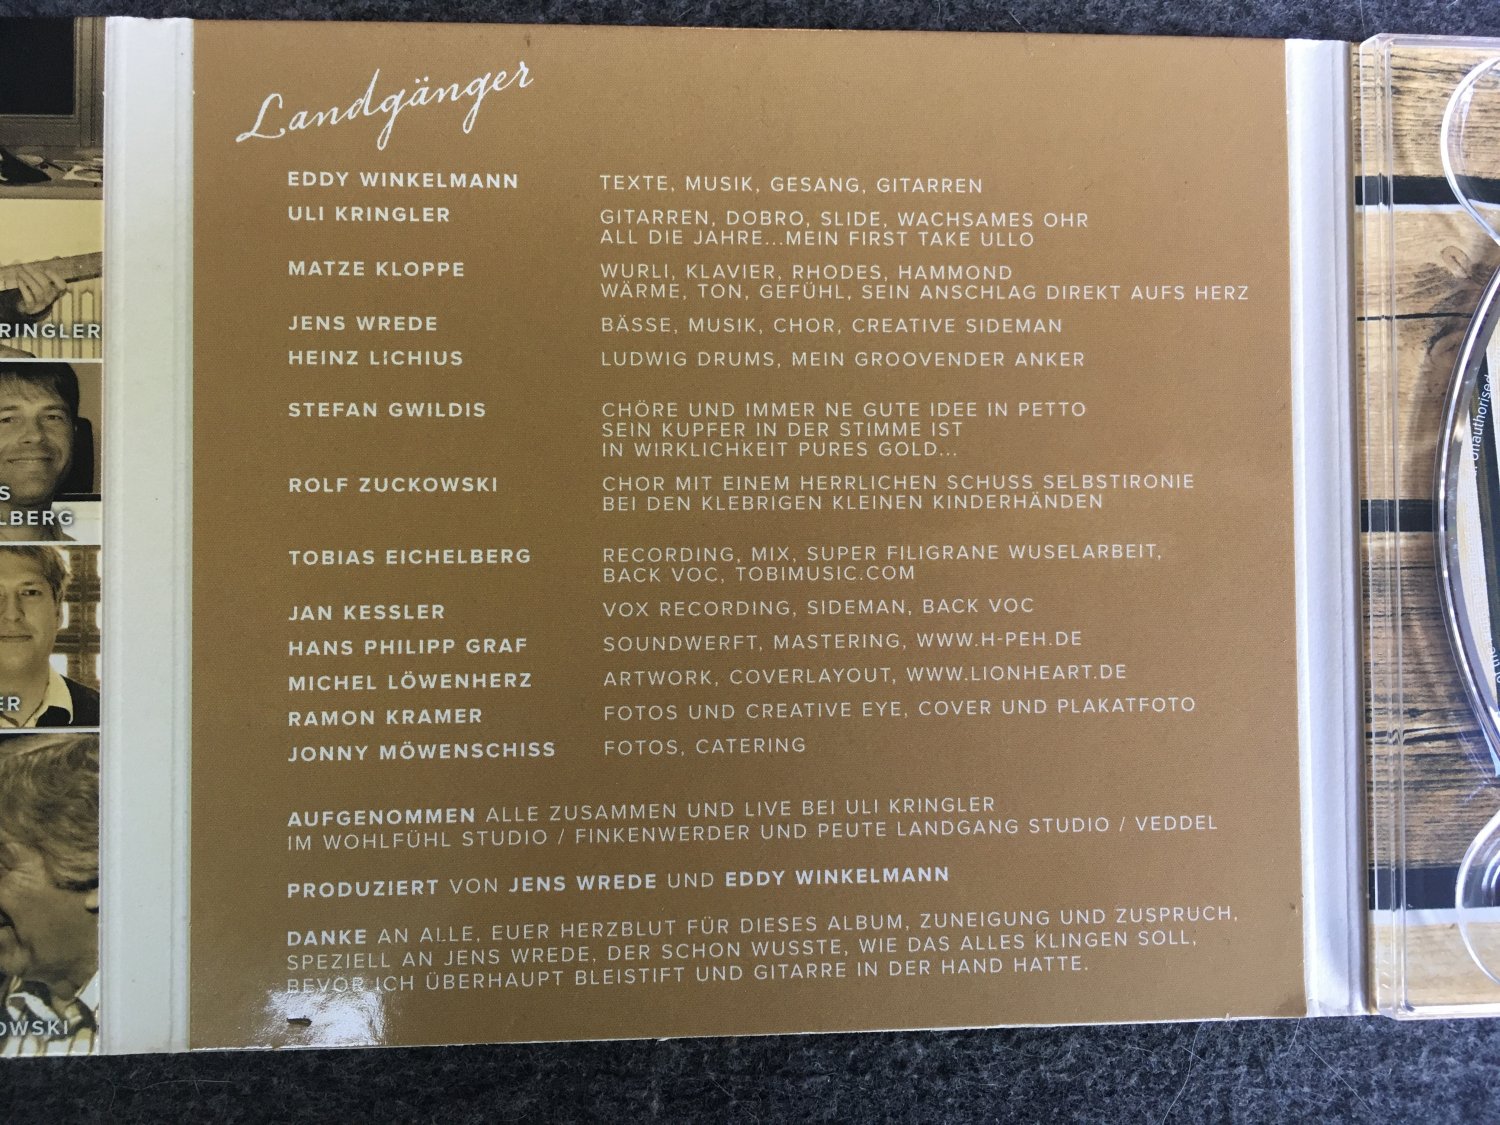 Landgänger
EDDY WINKELMANN TEXTE, MUSIK, GESANG, GITARREN
ULI KRINGLER GITARREN, DOBRO, SLIDE, WACHSAMES OHR
ALL DIE JAHRE...MEIN FIRST TAKE ULLO
MATZE KLOPPE WURLI, KLAVIER, RHODES, HAMMOND
WÄRME, TON, GEFÜHL, SEIN ANSCHLAG DIREKT AUFS HERZ
JENS WREDE BÄSSE, MUSIK, CHOR, CREATIVE SIDEMAN
HEINZ LICHIUS LUDWIG DRUMS, MEIN GROOVENDER ANKER
STEFAN GWILDIS CHÖRE UND IMMER NE GUTE IDEE IN PETTO
SEIN KUPFER IN DER STIMME IST
IN WIRKLICHKEIT PURES GOLD...
ROLF ZUCKOWSKI CHOR MIT EINEM HERRLICHEN SCHUSS SELBSTIRONIE
BEI DEN KLEBRIGEN KLEINEN KINDERHÄNDEN
TOBIAS EICHELBERG RECORDING, MIX, SUPER FILIGRANE WUSELARBEIT,
BACK VOC, TOBIMUSIC.COM
JAN KESSLER VOX RECORDING, SIDEMAN, BACK VOC
HANS PHILIPP GRAF SOUNDWERFT, MASTERING, WWW.H-PEH.DE
MICHEL LÖWENHERZ ARTWORK, COVERLAYOUT, WWW.LIONHEART.DE
RAMON KRAMER FOTOS UND CREATIVE EYE, COVER UND PLAKATFOTO
JONNY MÖWENSCHISS FOTOS, CATERING
AUFGENOMMEN ALLE ZUSAMMEN UND LIVE BEI ULI KRINGLER
IM WOHLFÜHL STUDIO / FINKENWERDER UND PEUTE LANDGANG STUDIO / VEDDEL
PRODUZIERT VON JENS WREDE UND EDDY WINKELMANN
DANKE AN ALLE, EUER HERZBLUT FÜR DIESES ALBUM, ZUNEIGUNG UND ZUSPRUCH,
SPEZIELL AN JENS WREDE, DER SCHON WUSSTE, WIE DAS ALLES KLINGEN SOLL,
BEVOR ICH ÜBERHAUPT BLEISTIFT UND GITARRE IN DER HAND HATTE.
RINGLER
S
LBERG
ER
OWSKI
unauthorised